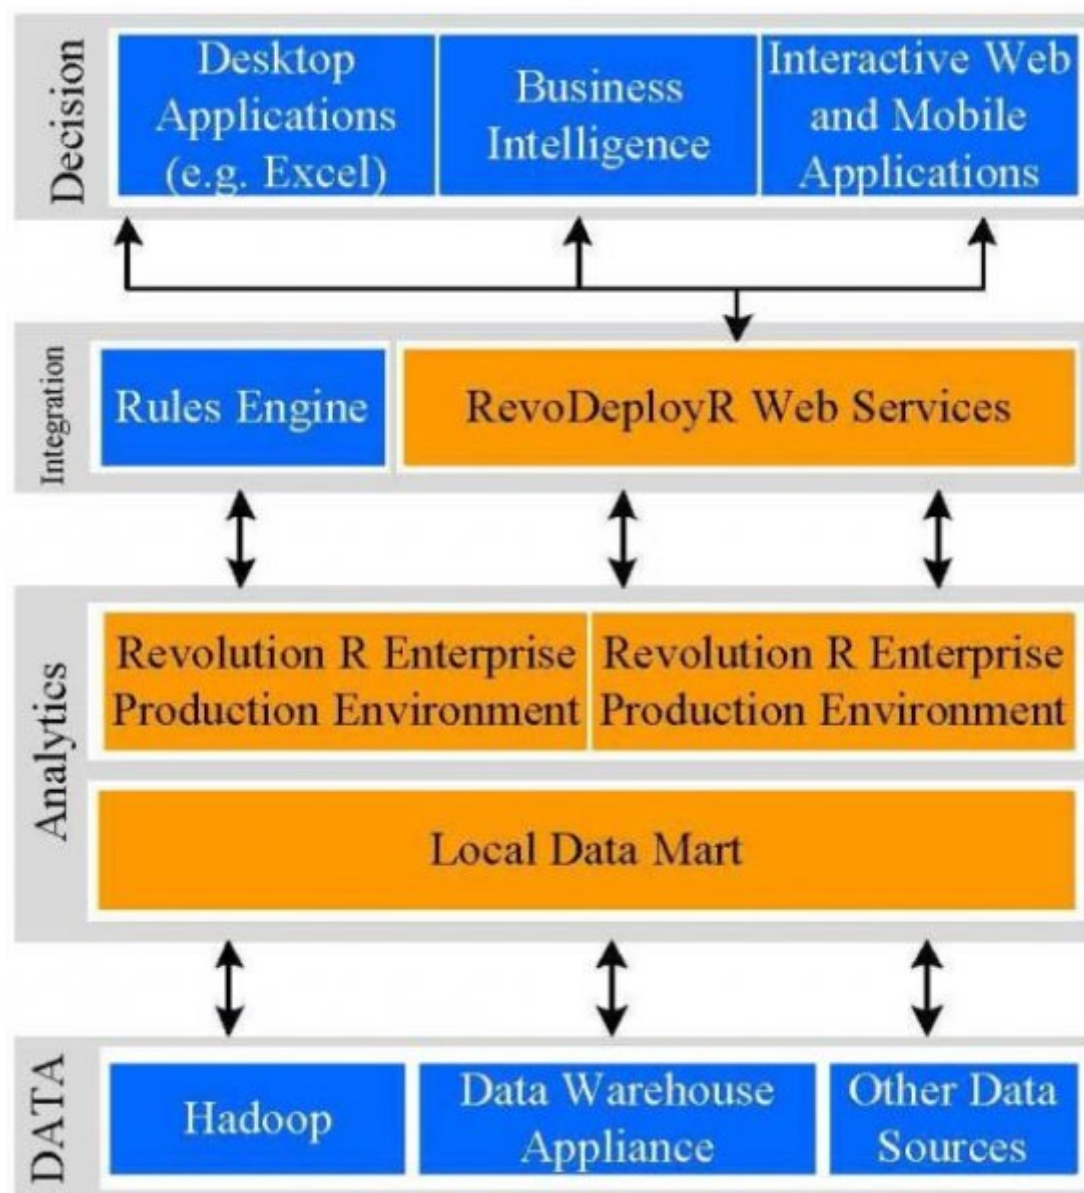 Decision
Desktop
Applications
(e.g. Excel)
Business
Intelligence
Interactive Web
and Mobile
Applications
Integration
Rules Engine
RevoDeployR Web Services
Analytics
Revolution R Enterprise
Production Environment
Revolution R Enterprise
Production Environment
Local Data Mart
DATA
Hadoop
Data Warehouse
Appliance
Other Data
Sources